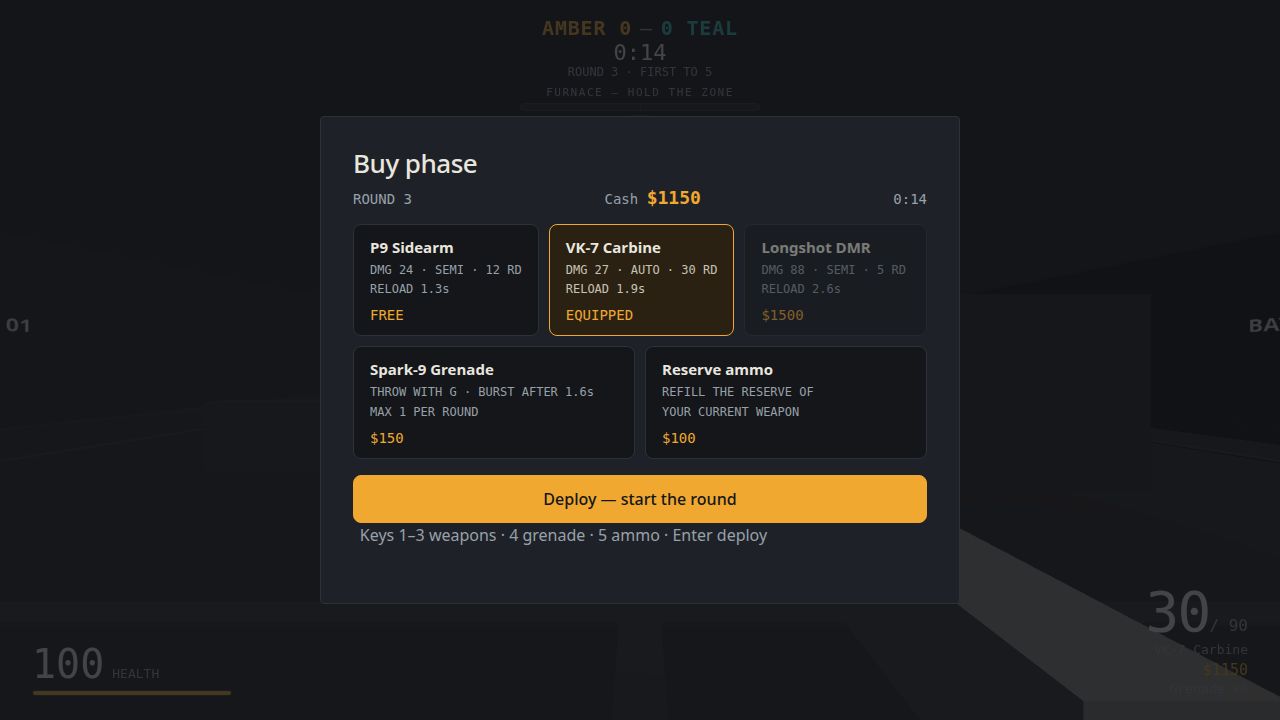 AMBER 0 — 0 TEAL
0:14
ROUND 3 · FIRST TO 5
FURNACE — HOLD THE ZONE
Buy phase
ROUND 3 Cash $1150 0:14
P9 Sidearm
DMG 24 · SEMI · 12 RD
RELOAD 1.3s
FREE
VK-7 Carbine
DMG 27 · AUTO · 30 RD
RELOAD 1.9s
EQUIPPED
Longshot DMR
DMG 88 · SEMI · 5 RD
RELOAD 2.6s
$1500
Spark-9 Grenade
THROW WITH G · BURST AFTER 1.6s
MAX 1 PER ROUND
$150
Reserve ammo
REFILL THE RESERVE OF
YOUR CURRENT WEAPON
$100
Deploy — start the round
Keys 1–3 weapons · 4 grenade · 5 ammo · Enter deploy
01
100 HEALTH
30 / 90
VK-7 Carbine
$1150
Grenade